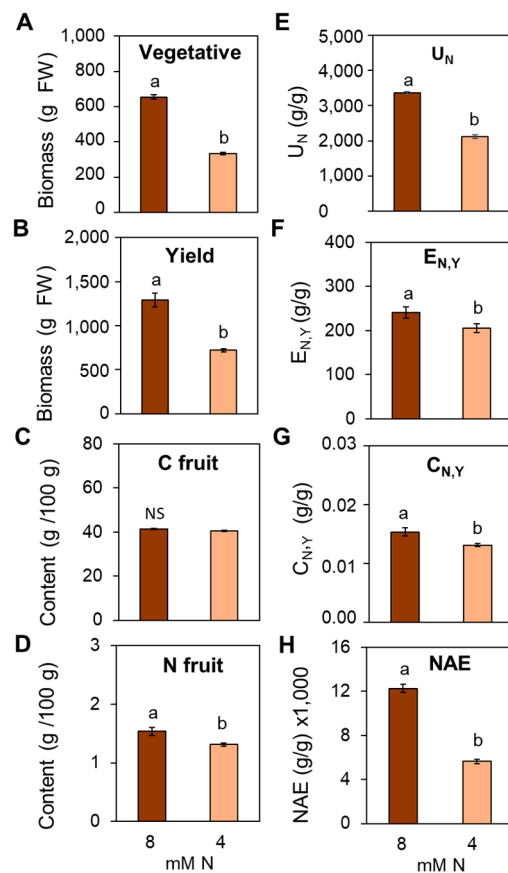 A
Vegetative
Biomass (g FW)
1,000
800
600
400
200
0
a
b
B
Yield
Biomass (g FW)
2,000
1,500
1,000
500
0
a
b
C
C fruit
Content (g /100 g)
80
60
40
20
0
NS
D
N fruit
Content (g /100 g)
3
2
1
0
a
b
8
4
mM N
E
U_N
U_N (g/g)
5,000
4,000
3,000
2,000
1,000
0
a
b
F
E_N,Y
E_N,Y (g/g)
400
300
200
100
0
a
b
G
C_N,Y
C_N·Y (g/g)
0.03
0.02
0.01
0.00
a
b
H
NAE
NAE (g/g) x1,000
16
12
8
4
0
a
b
8
4
mM N